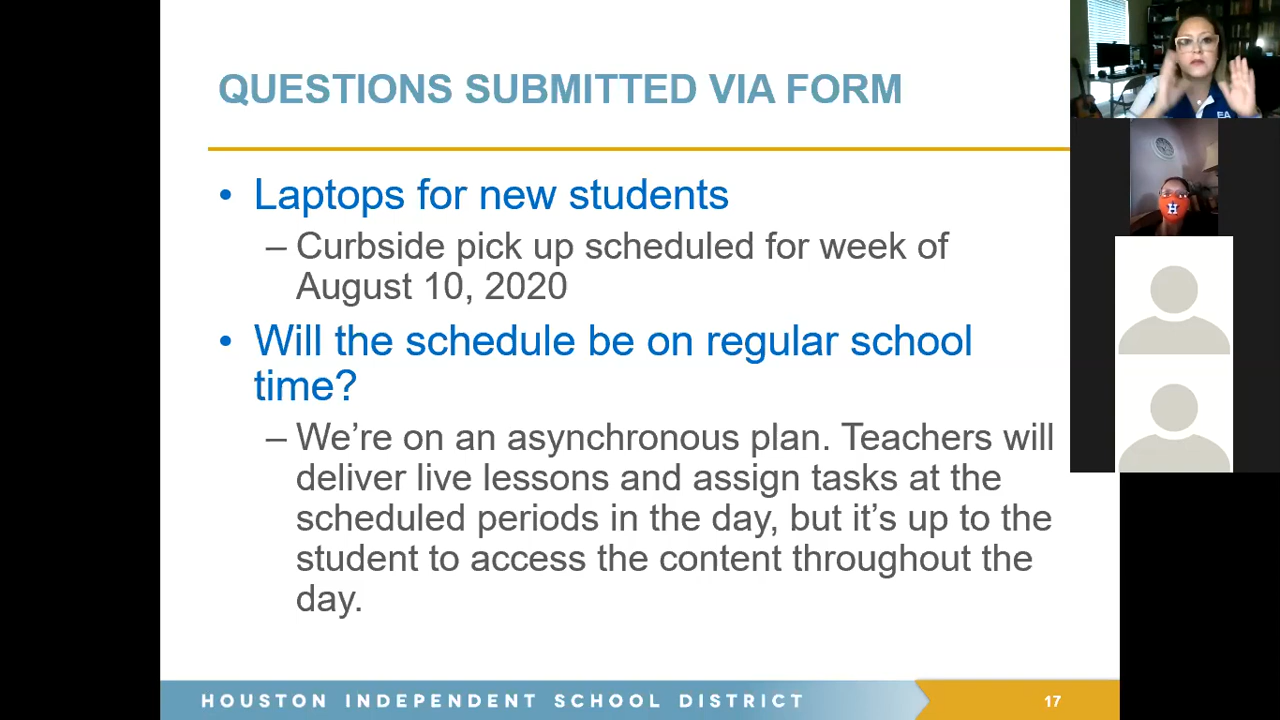 QUESTIONS SUBMITTED VIA FORM
• Laptops for new students
– Curbside pick up scheduled for week of
August 10, 2020
• Will the schedule be on regular school
time?
– We’re on an asynchronous plan. Teachers will
deliver live lessons and assign tasks at the
scheduled periods in the day, but it’s up to the
student to access the content throughout the
day.
HOUSTON INDEPENDENT SCHOOL DISTRICT
17
EA
H